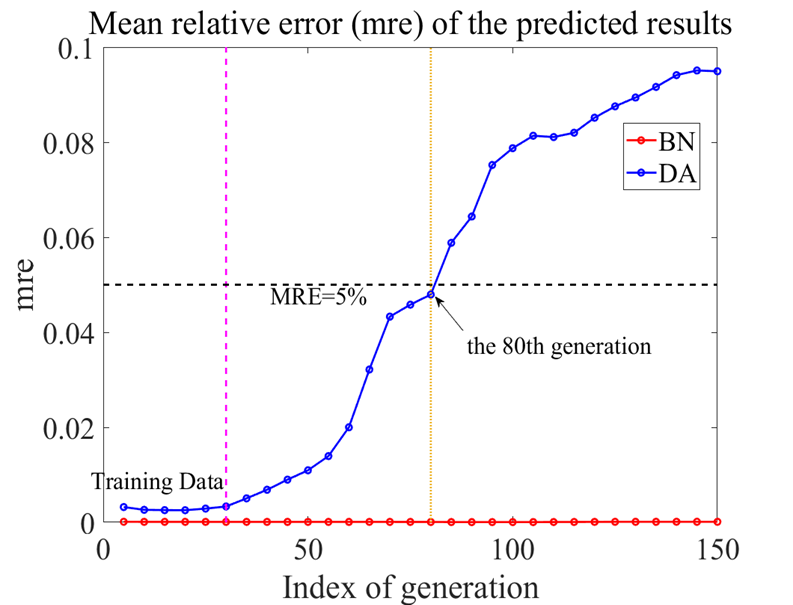 Mean relative error (mre) of the predicted results
0.1
0.08
0.06
0.04
0.02
0
mre
BN
DA
MRE=5%
the 80th generation
Training Data
0
50
100
150
Index of generation